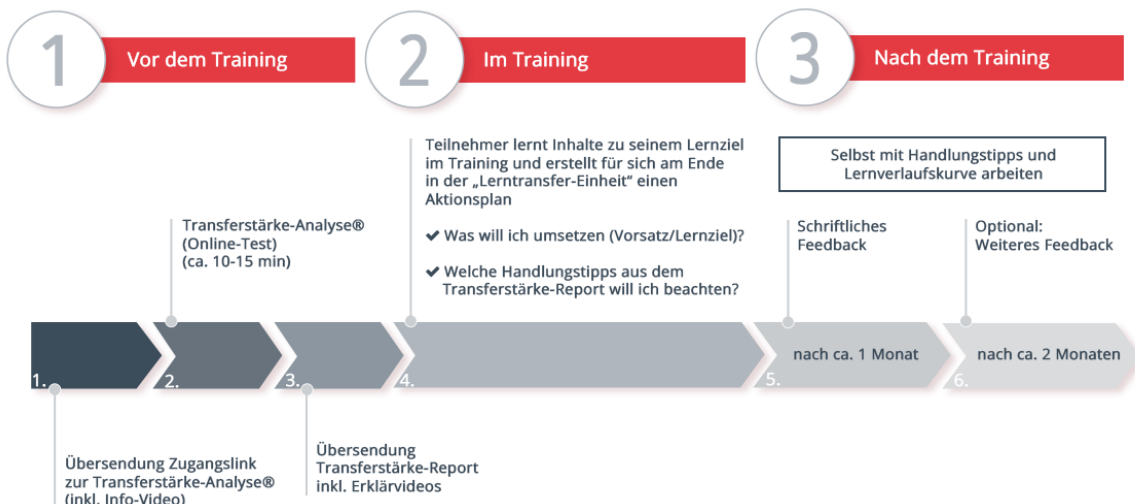 1
Vor dem Training
2
Im Training
3
Nach dem Training
Teilnehmer lernt Inhalte zu seinem Lernziel
im Training und erstellt für sich am Ende
in der „Lerntransfer-Einheit“ einen
Aktionsplan
✔ Was will ich umsetzen (Vorsatz/Lernziel)?
✔ Welche Handlungstipps aus dem
Transferstärke-Report will ich beachten?
Selbst mit Handlungstipps und
Lernverlaufskurve arbeiten
Transferstärke-Analyse®
(Online-Test)
(ca. 10-15 min)
Schriftliches
Feedback
Optional:
Weiteres Feedback
1.
2.
3.
4.
5.
nach ca. 1 Monat
6.
nach ca. 2 Monaten
Übersendung Zugangslink
zur Transferstärke-Analyse®
(inkl. Info-Video)
Übersendung
Transferstärke-Report
inkl. Erklärvideos